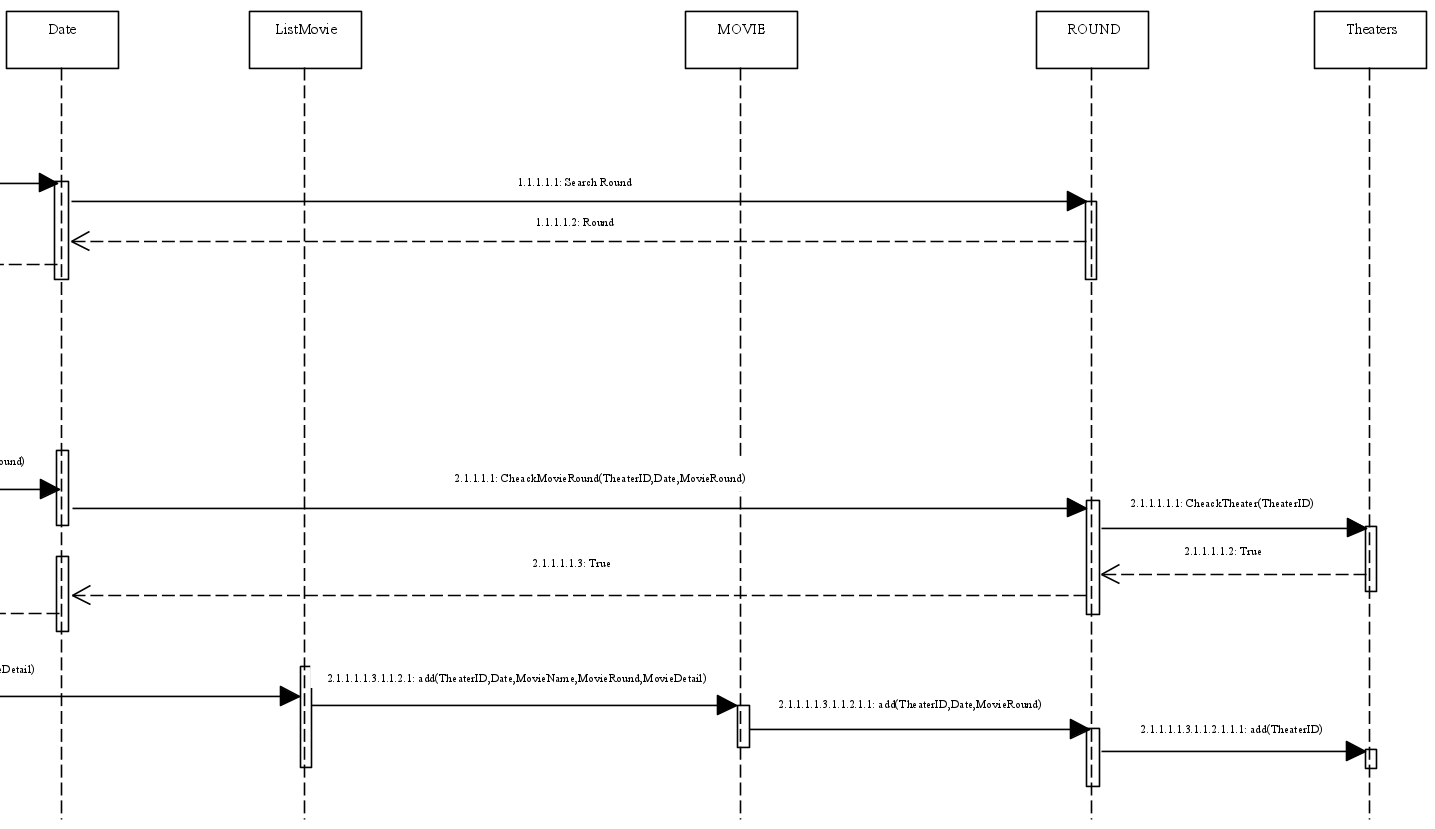 Date
ListMovie
MOVIE
ROUND
Theaters
1.1.1.1.1: Search Round
1.1.1.1.2: Round
ound)
2.1.1.1.1: CheackMovieRound(TheaterID,Date,MovieRound)
2.1.1.1.1.1: CheackTheater(TheaterID)
2.1.1.1.1.2: True
2.1.1.1.1.3: True
eDetail)
2.1.1.1.1.3.1.1.2.1: add(TheaterID,Date,MovieName,MovieRound,MovieDetail)
2.1.1.1.1.3.1.1.2.1.1: add(TheaterID,Date,MovieRound)
2.1.1.1.1.3.1.1.2.1.1.1: add(TheaterID)